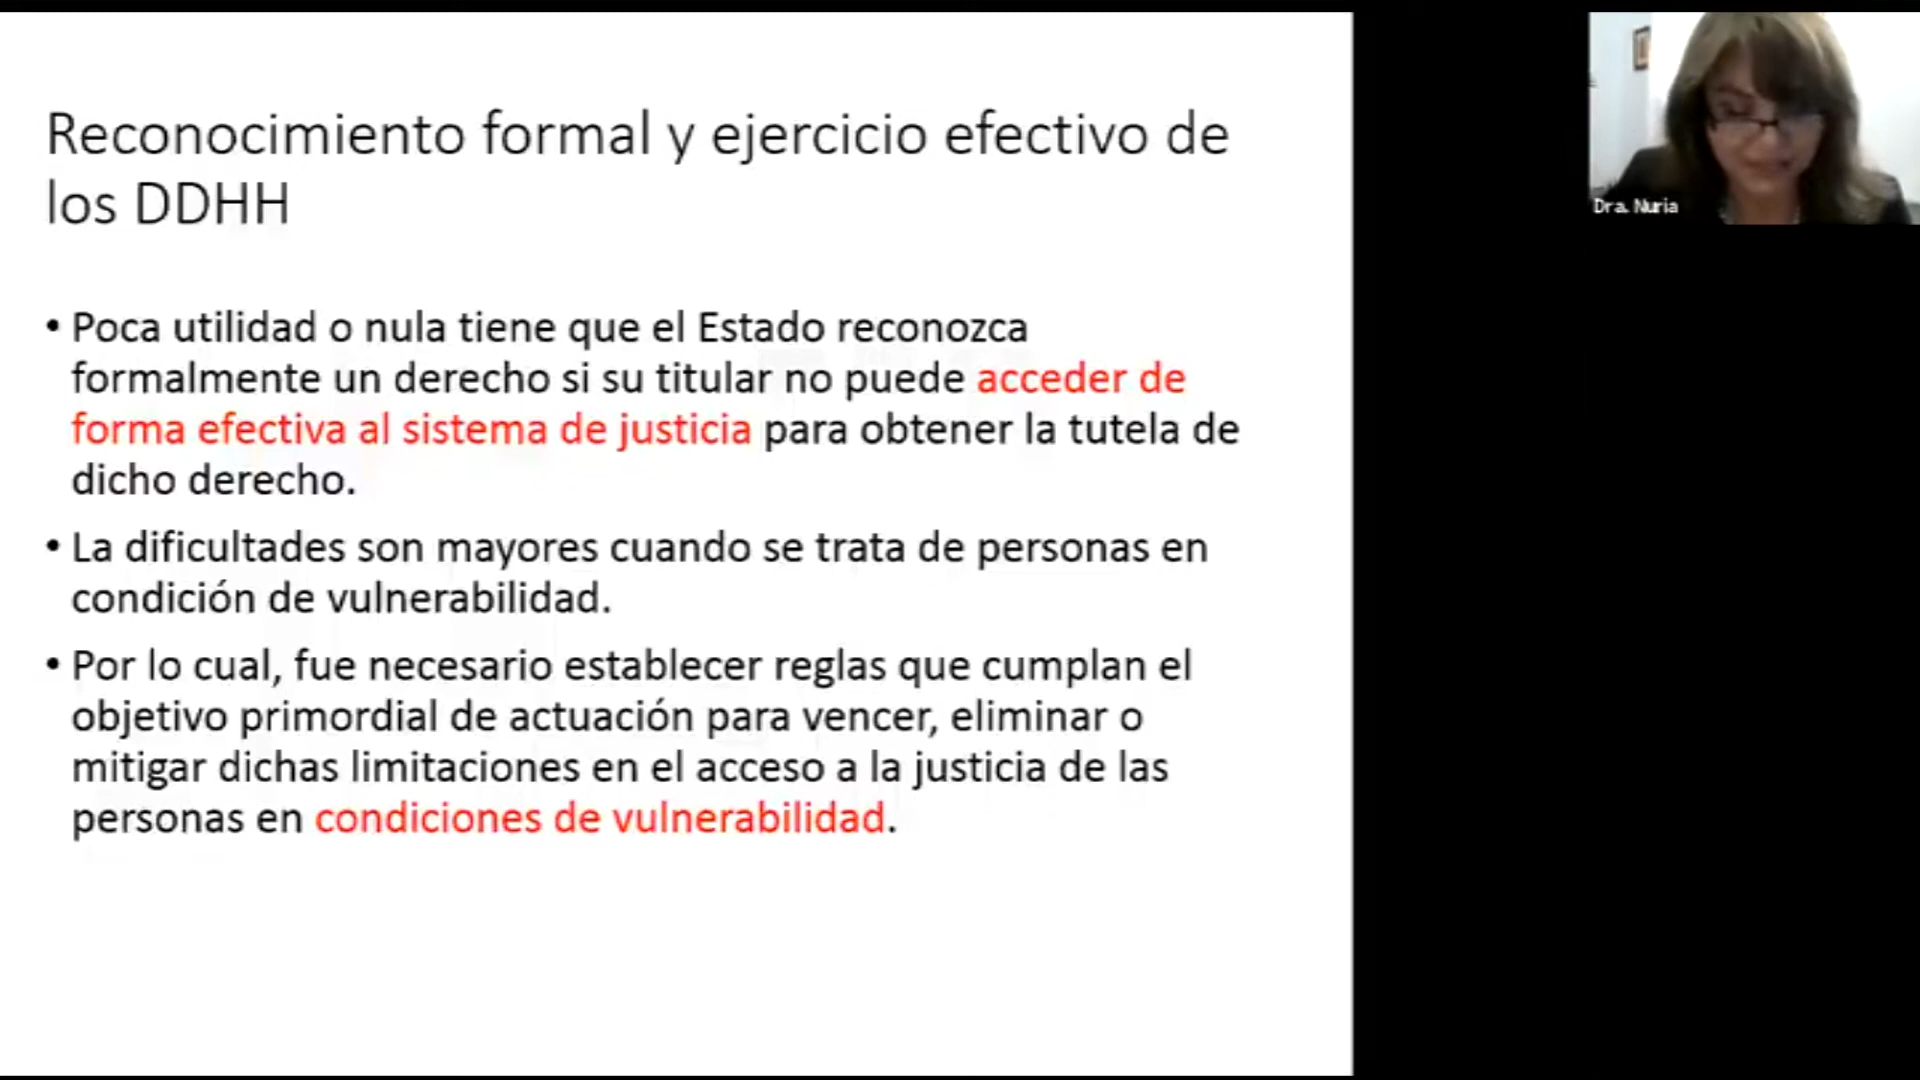 Reconocimiento formal y ejercicio efectivo de
los DDHH
• Poca utilidad o nula tiene que el Estado reconozca
formalmente un derecho si su titular no puede acceder de
forma efectiva al sistema de justicia para obtener la tutela de
dicho derecho.
• La dificultades son mayores cuando se trata de personas en
condición de vulnerabilidad.
• Por lo cual, fue necesario establecer reglas que cumplan el
objetivo primordial de actuación para vencer, eliminar o
mitigar dichas limitaciones en el acceso a la justicia de las
personas en condiciones de vulnerabilidad.
Dra. Nuria